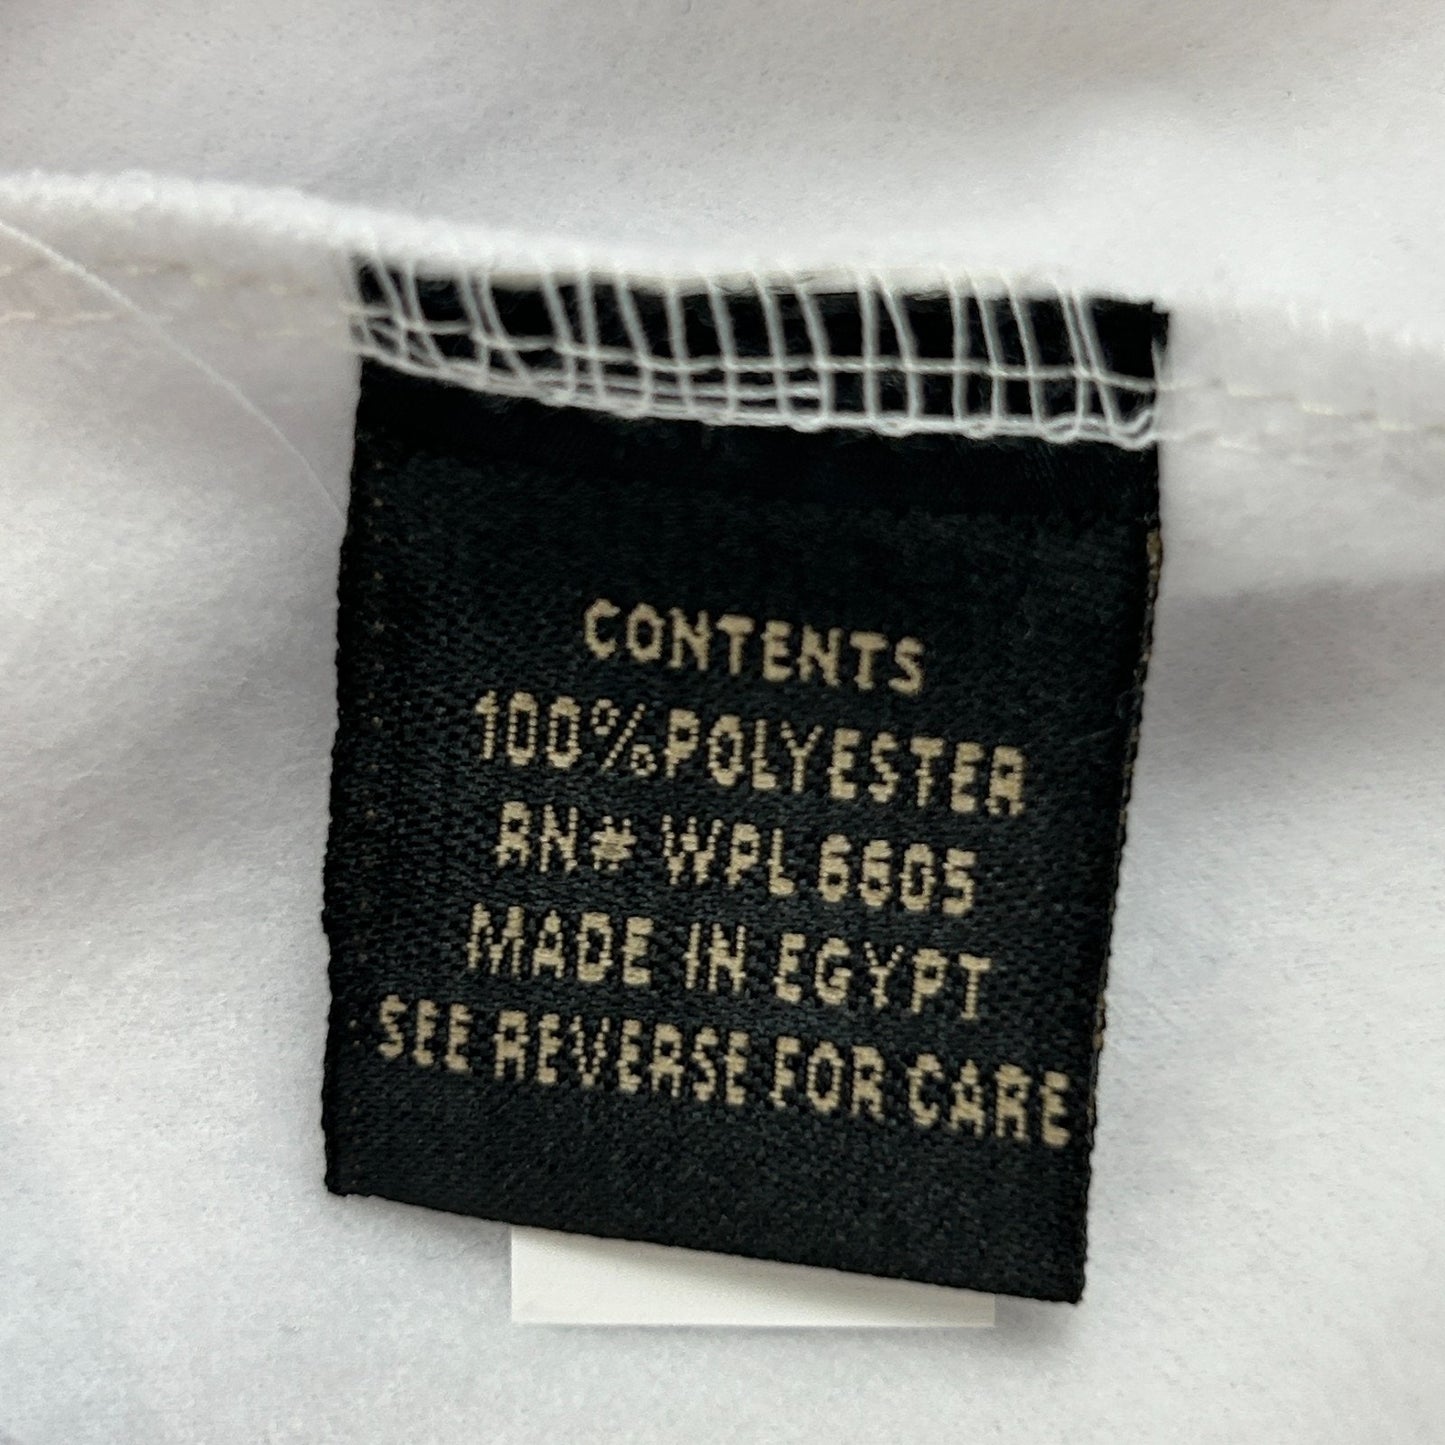 CONTENTS
100%POLYESTER
RN# WPL 6605
MADE IN EGYPT
SEE REVERSE FOR CARE